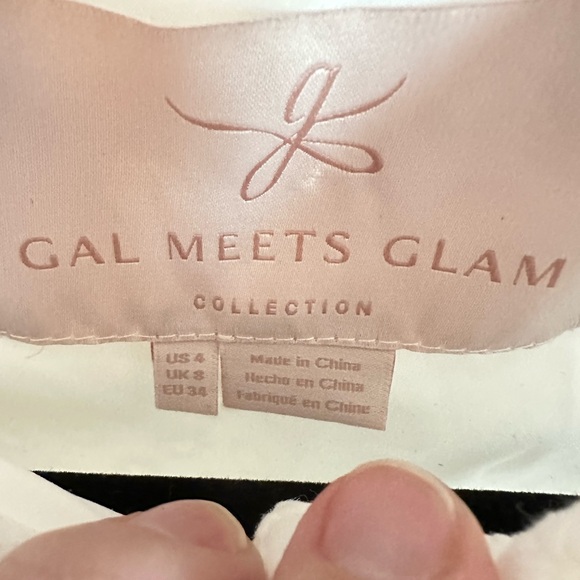 g
GAL MEETS GLAM
COLLECTION
US 4
UK 8
EU 34
Made in China
Hecho en China
Fabriqué en Chine